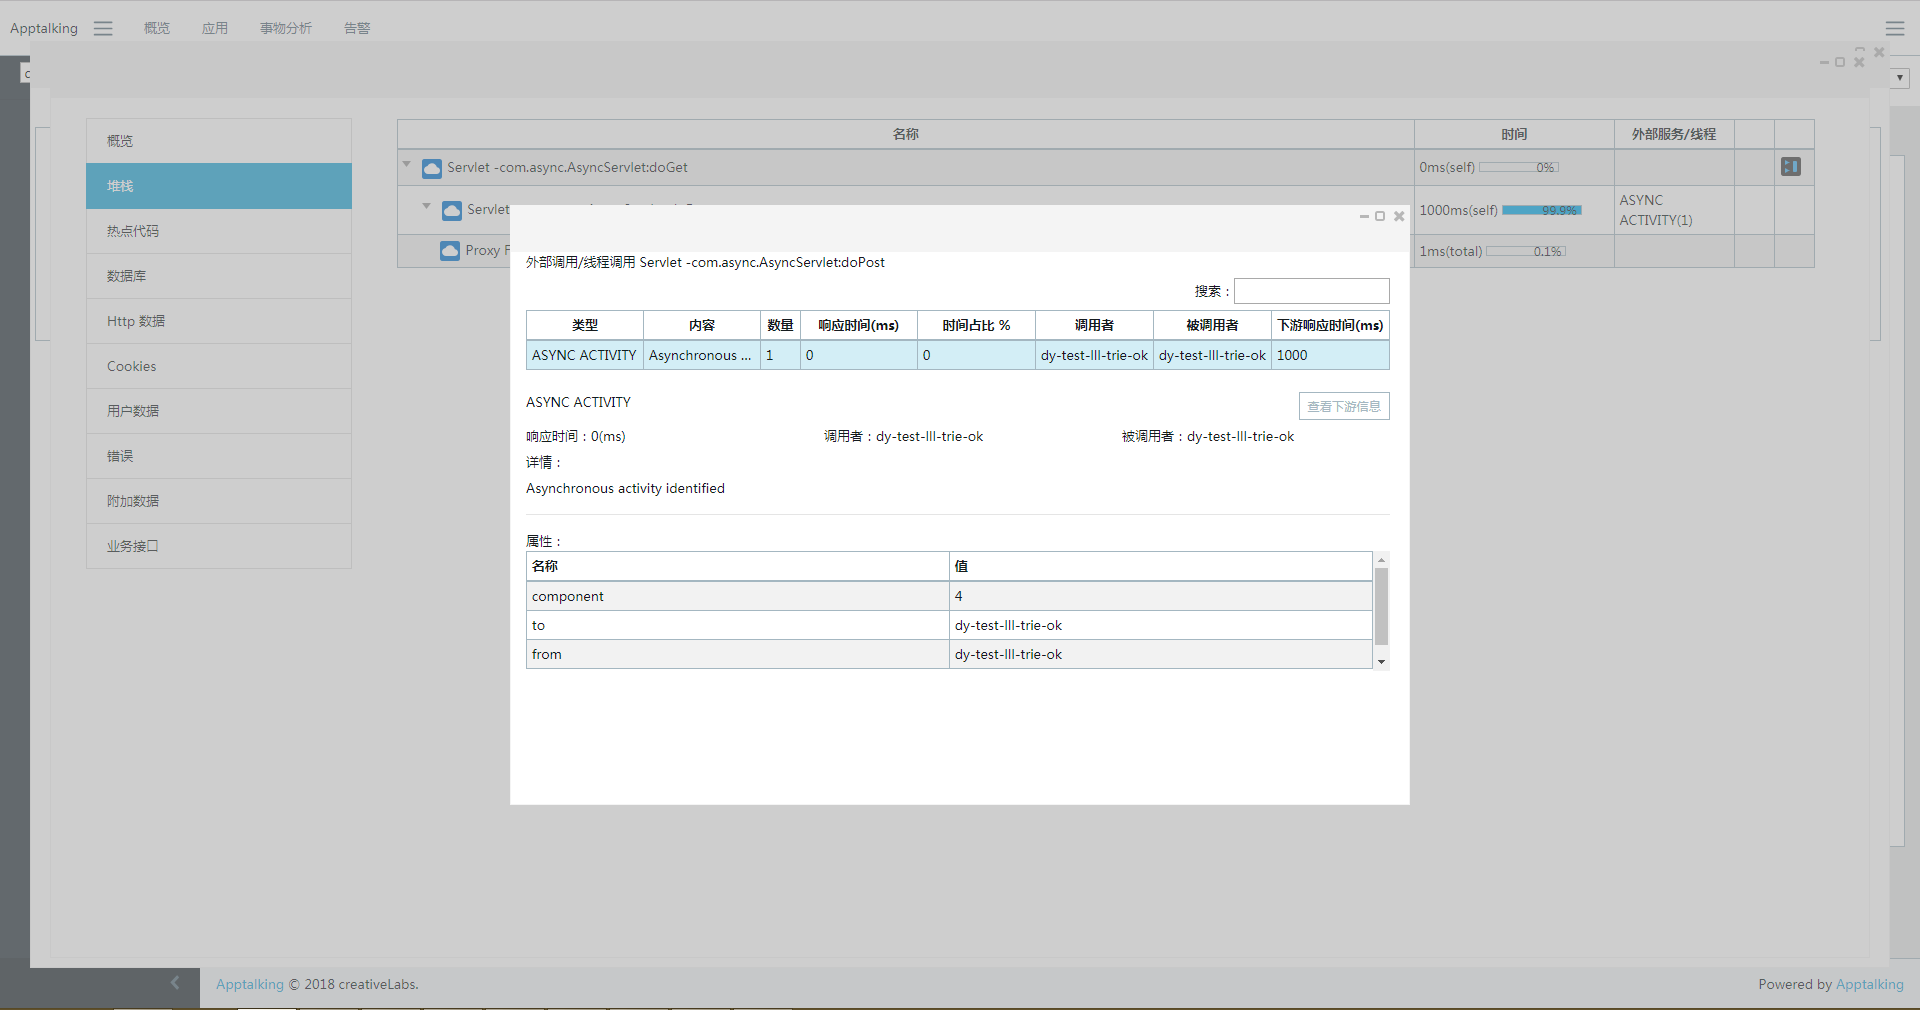 Apptalking 概览 应用 事物分析 告警
概览
堆栈
热点代码
数据库
Http 数据
Cookies
用户数据
错误
附加数据
业务接口
名称 时间 外部服务/线程
Servlet -com.async.AsyncServlet:doGet 0ms(self) 0%
Servlet 1000ms(self) 99.9% ASYNC
ACTIVITY(1)
Proxy 1ms(total) 0.1%
外部调用/线程调用 Servlet -com.async.AsyncServlet:doPost
搜索：
类型 内容 数量 响应时间(ms) 时间占比 % 调用者 被调用者 下游响应时间(ms)
ASYNC ACTIVITY Asynchronous ... 1 0 0 dy-test-lll-trie-ok dy-test-lll-trie-ok 1000
ASYNC ACTIVITY 查看下游信息
响应时间：0(ms) 调用者：dy-test-lll-trie-ok 被调用者：dy-test-lll-trie-ok
详情：
Asynchronous activity identified
属性：
名称 值
component 4
to dy-test-lll-trie-ok
from dy-test-lll-trie-ok
Apptalking © 2018 creativeLabs. Powered by Apptalking